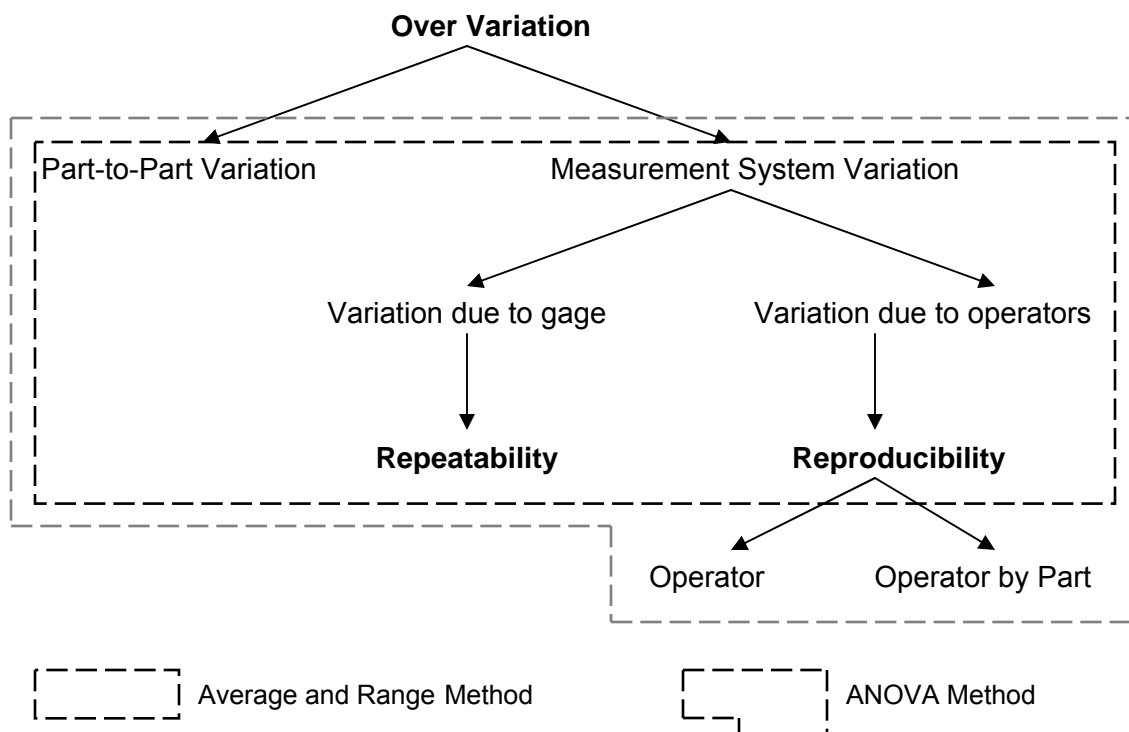 Over Variation
Part-to-Part Variation
Measurement System Variation
Variation due to gage
Variation due to operators
Repeatability
Reproducibility
Operator
Operator by Part
Average and Range Method
ANOVA Method